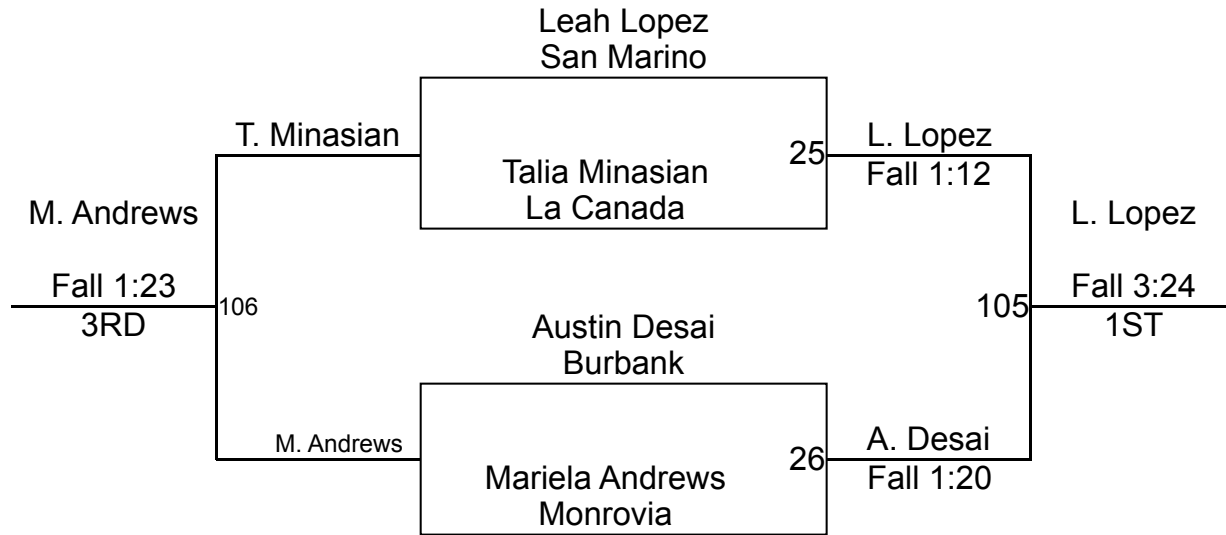 Leah Lopez
San Marino
T. Minasian
25
L. Lopez
Fall 1:12
Talia Minasian
La Canada
M. Andrews
L. Lopez
Fall 1:23
106
3RD
105
Fall 3:24
1ST
Austin Desai
Burbank
M. Andrews
26
A. Desai
Fall 1:20
Mariela Andrews
Monrovia